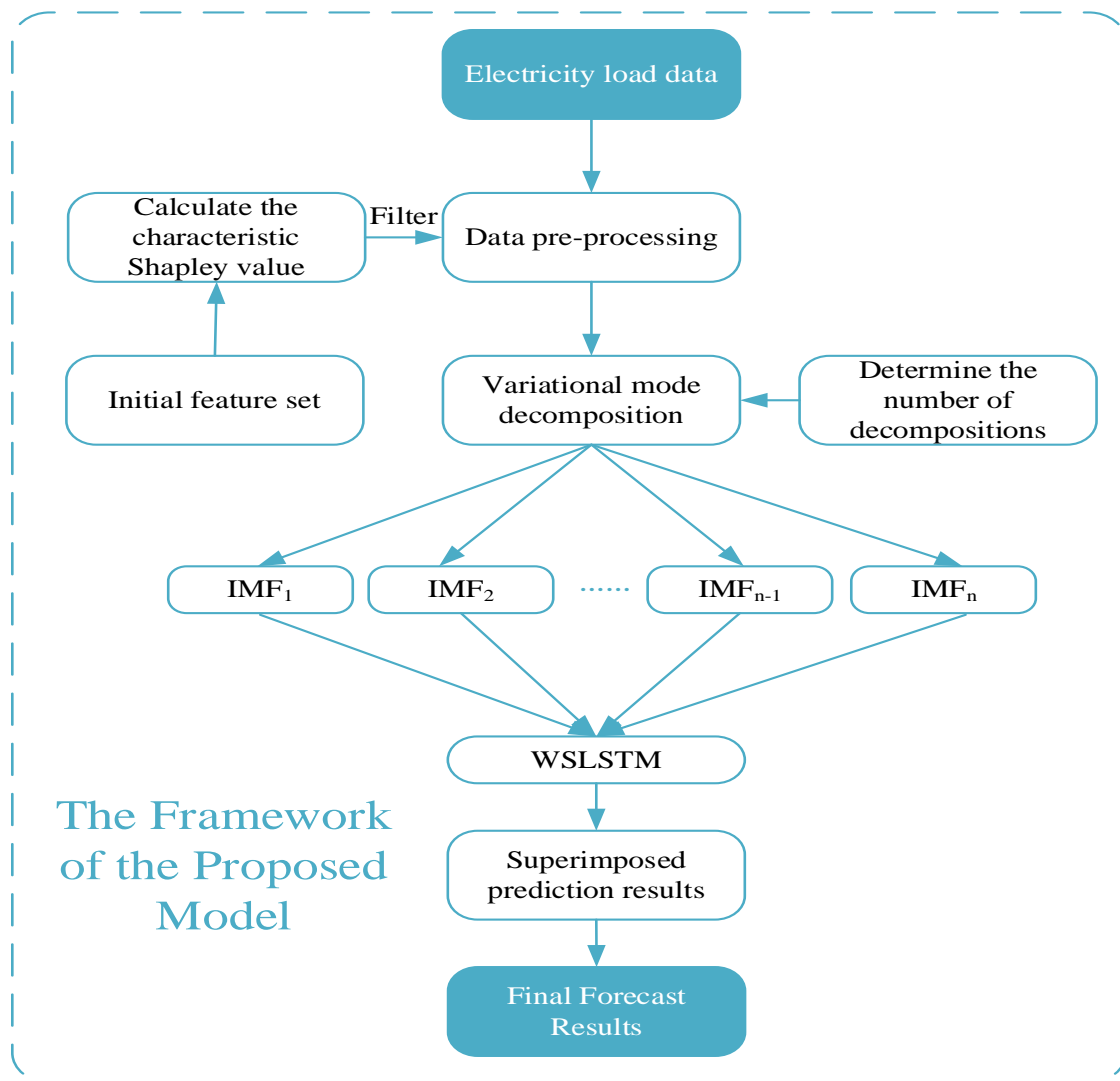 Electricity load data
Calculate the
characteristic
Shapley value
Filter
Data pre-processing
Initial feature set
Variational mode
decomposition
Determine the
number of
decompositions
IMF₁
IMF₂
......
IMFₙ₋₁
IMFₙ
WSLSTM
The Framework
of the Proposed
Model
Superimposed
prediction results
Final Forecast
Results